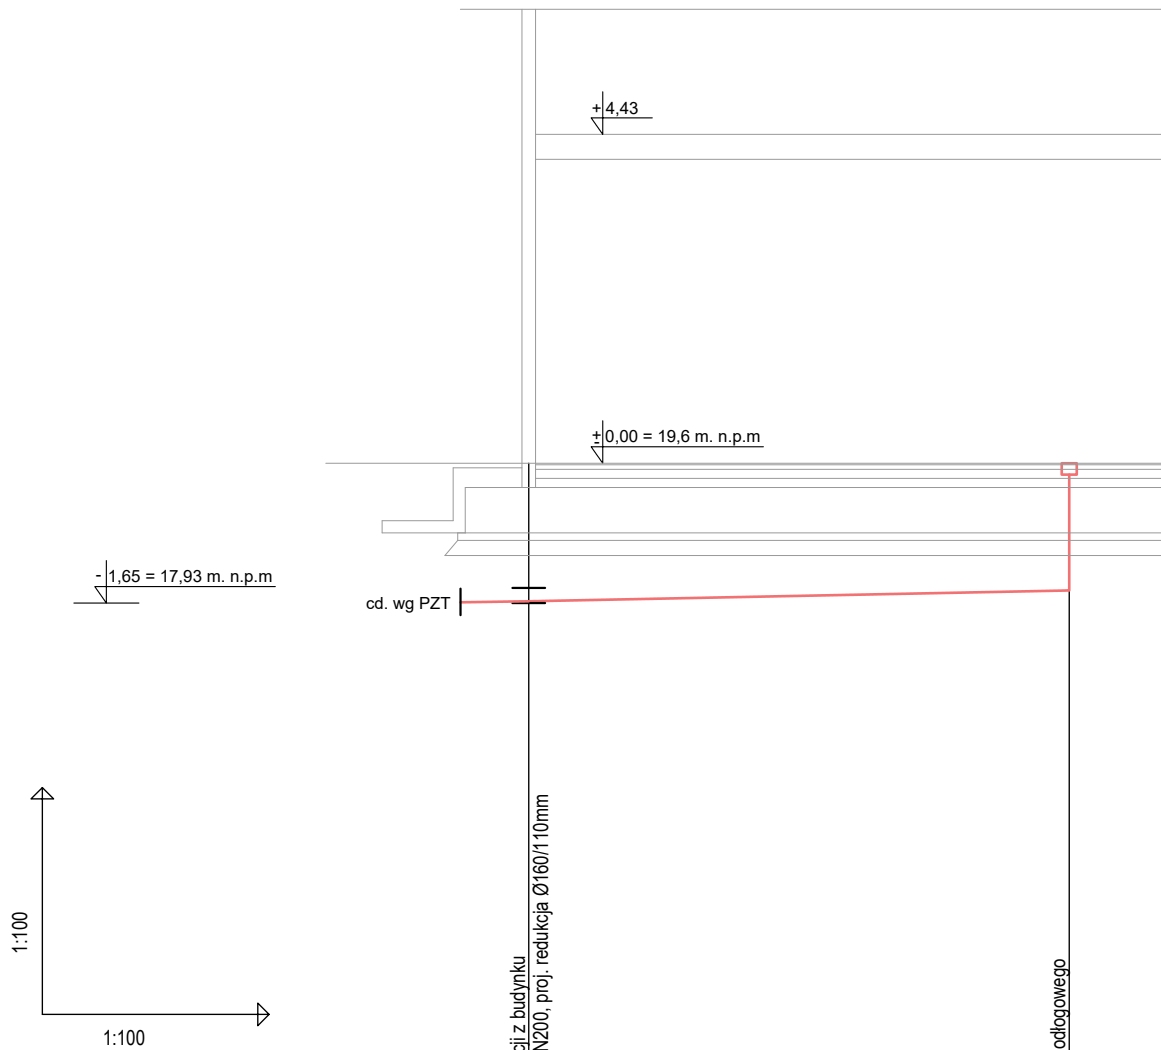 + 4,43
± 0,00 = 19,6 m. n.p.m
- 1,65 = 17,93 m. n.p.m
cd. wg PZT
1:100
1:100
cji z budynku
N200, proj. redukcja Ø160/110mm
odłogowego